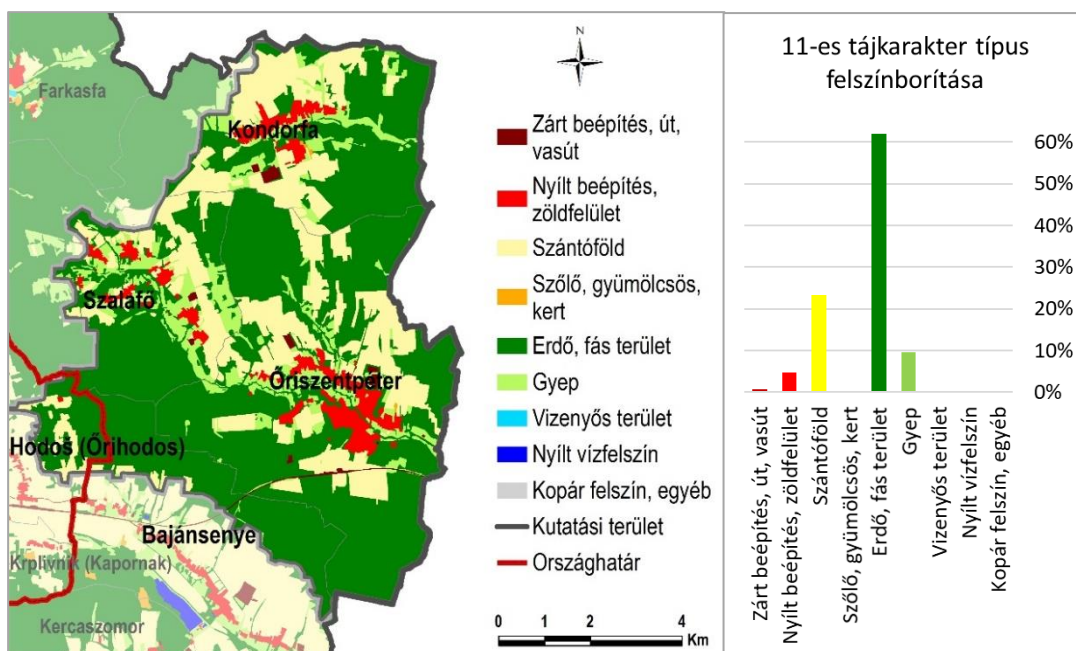 Farkasfa
Kondorfa
Szalafő
Őriszentpéter
Hodoš (Őrihodos)
Bajánsenye
Krplivnik (Kapornak)
Kercaszomor
N
Zárt beépítés, út,
vasút
Nyílt beépítés,
zöldfelület
Szántóföld
Szőlő, gyümölcsös,
kert
Erdő, fás terület
Gyep
Vizenyős terület
Nyílt vízfelszín
Kopár felszín, egyéb
Kutatási terület
Országhatár
0 1 2 4
Km
11-es tájkarakter típus
felszínborítása
60%
50%
40%
30%
20%
10%
0%
Zárt beépítés, út, vasút
Nyílt beépítés, zöldfelület
Szántóföld
Szőlő, gyümölcsös, kert
Erdő, fás terület
Gyep
Vizenyős terület
Nyílt vízfelszín
Kopár felszín, egyéb